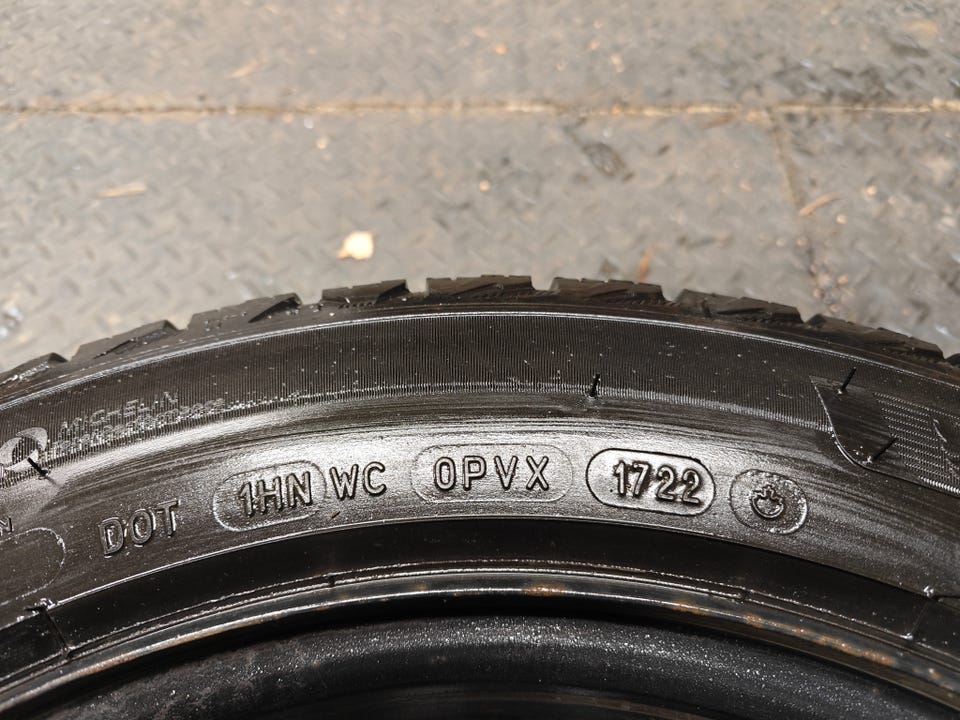 MICHELIN
DOT 1HN WC 0PVX 1722
N